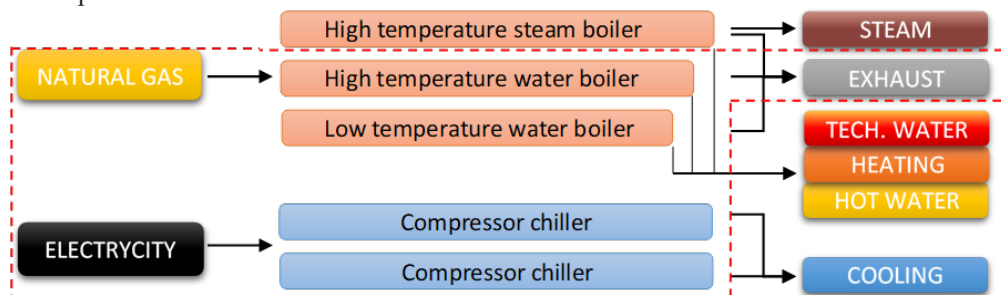 High temperature steam boiler
STEAM
NATURAL GAS
High temperature water boiler
EXHAUST
Low temperature water boiler
TECH. WATER
HEATING
HOT WATER
Compressor chiller
ELECTRYCITY
Compressor chiller
COOLING